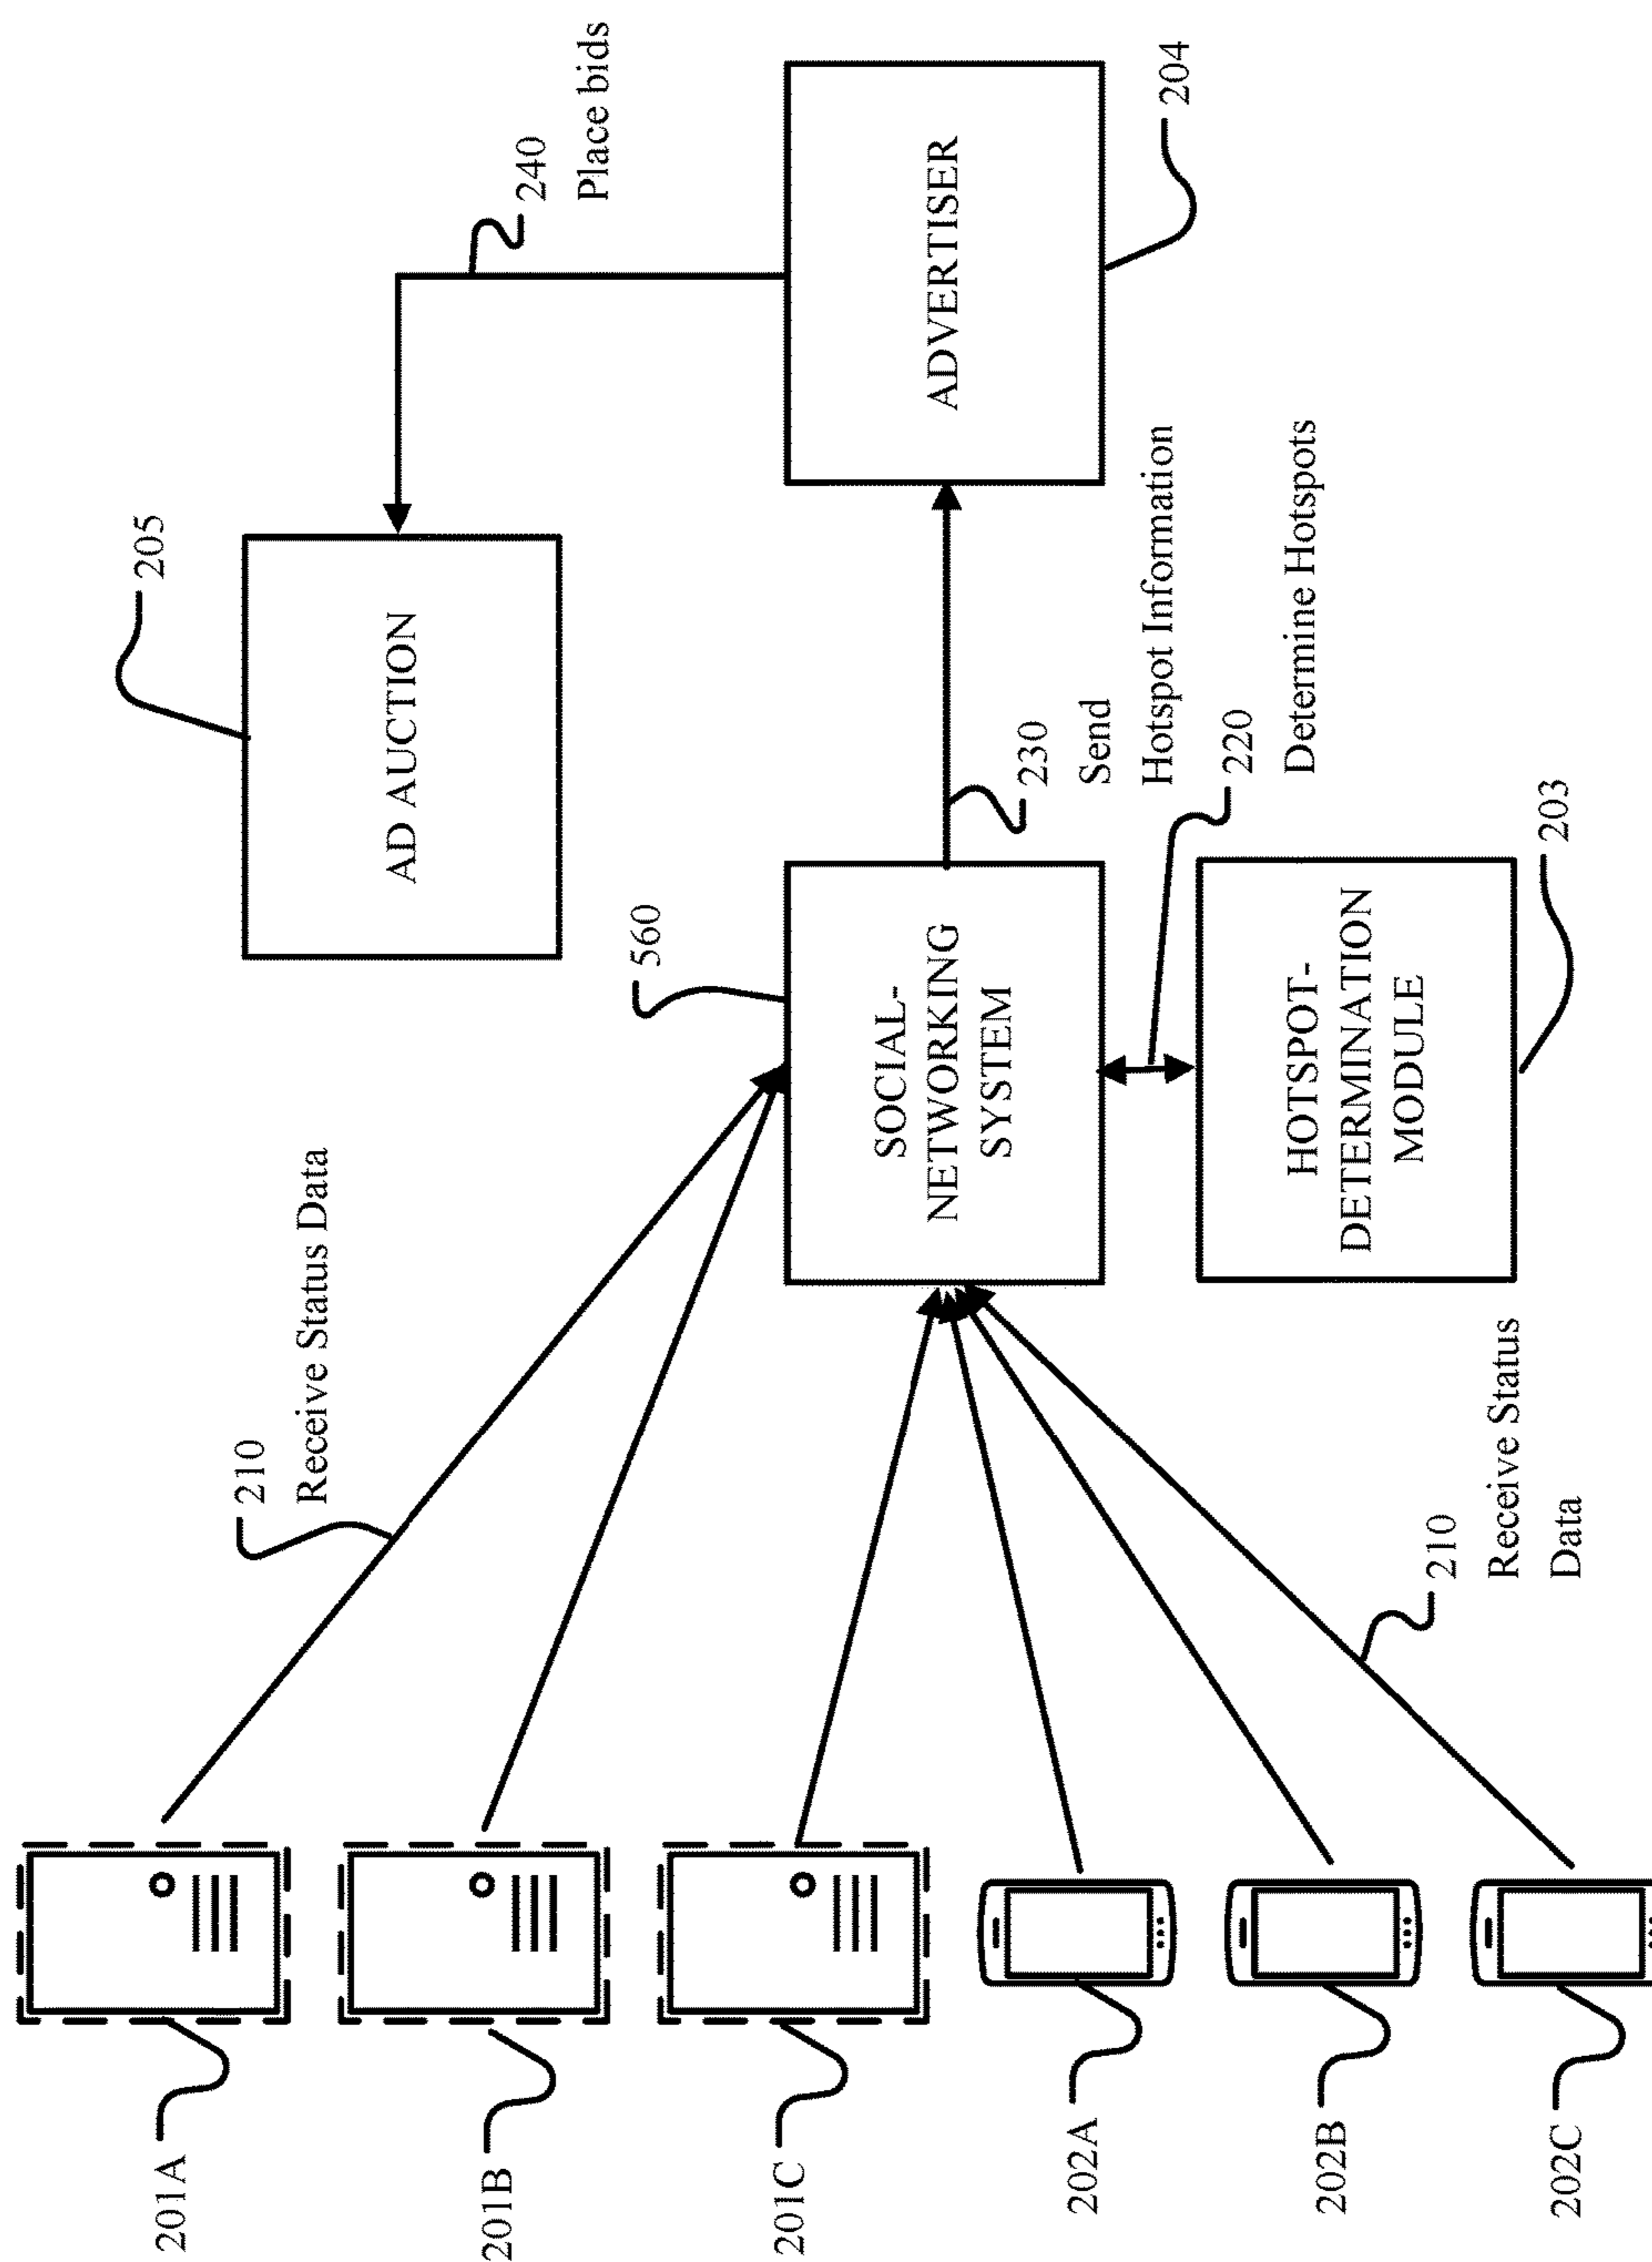 201A
201B
201C
202A
202B
202C
210
Receive Status Data
210
Receive Status
Data
560
SOCIAL-
NETWORKING
SYSTEM
HOTSPOT-
DETERMINATION
MODULE
203
220
Determine Hotspots
230
Send
Hotspot Information
AD AUCTION
205
ADVERTISER
204
240
Place bids